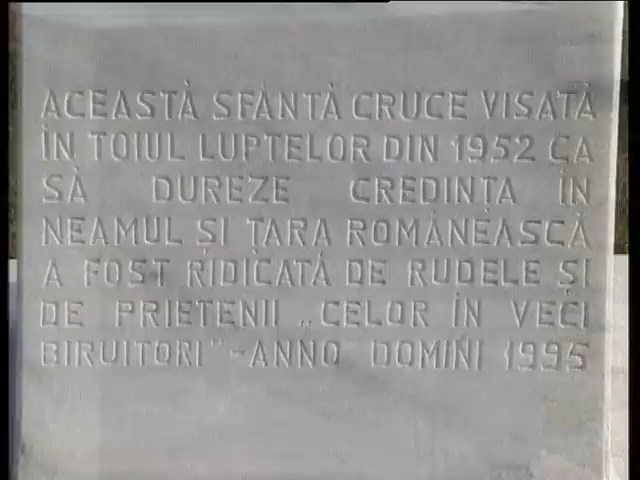 ACEASTĂ SFÂNTĂ CRUCE VISATĂ
ÎN TOIUL LUPTELOR DIN 1952 CA
SĂ DUREZE CREDINȚA ÎN
NEAMUL ȘI ȚARA ROMÂNEASCĂ
A FOST RIDICATĂ DE RUDELE ȘI
DE PRIETENII „CELOR ÎN VECI
BIRUITORI” - ANNO DOMINI 1995